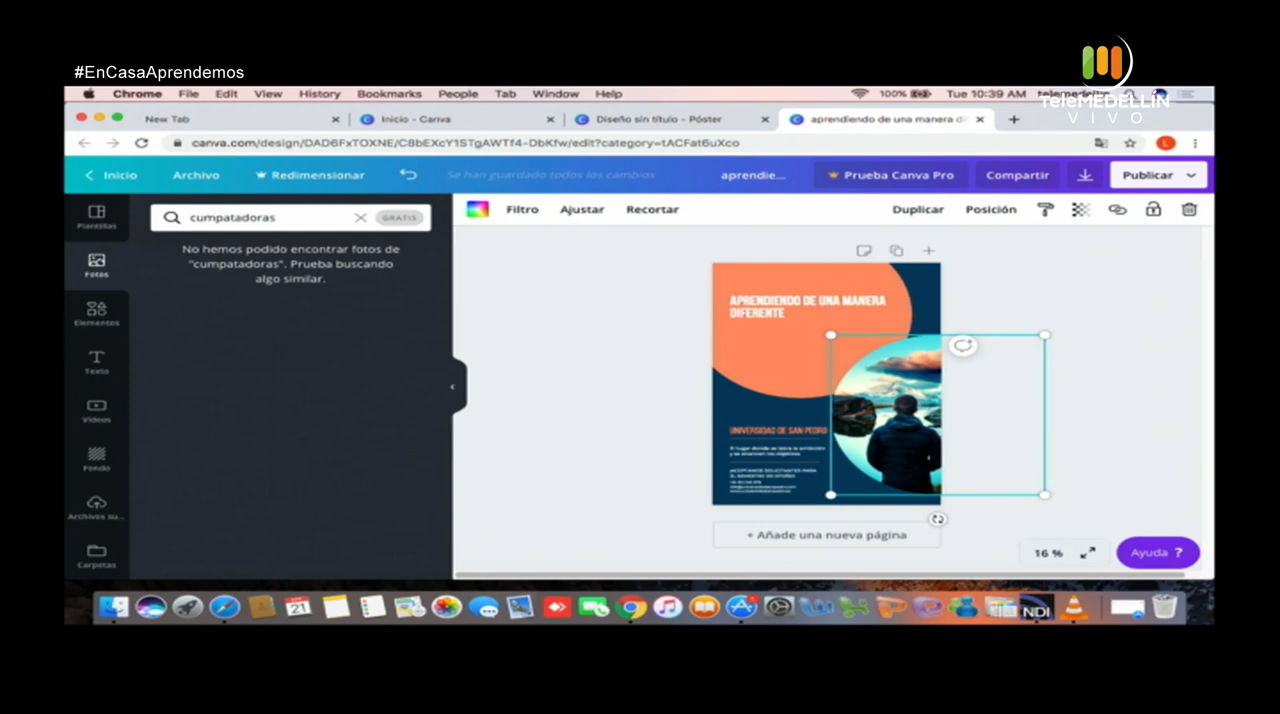 #EnCasaAprendemos
TeleMEDELLÍN
VIVO
Chrome File Edit View History Bookmarks People Tab Window Help
100% Tue 10:39 AM
New Tab
Inicio - Canva
Diseño sin título - Póster
aprendiendo de una manera di
canva.com/design/DAD6FxTOXNE/C8bEXcY1STgAWTf4-DbKfw/edit?category=tACFat6uXco
L
Inicio Archivo Redimensionar Se han guardado todos los cambios aprendie... Prueba Canva Pro Compartir Publicar
Plantillas
Fotos
Elementos
Texto
Vídeos
Fondo
Archivos su...
Carpetas
cumpatadoras
GRATIS
No hemos podido encontrar fotos de
"cumpatadoras". Prueba buscando
algo similar.
Filtro Ajustar Recortar Duplicar Posición
APRENDIENDO DE UNA MANERA
DIFERENTE
UNIVERSIDAD DE SAN PEDRO
+ Añade una nueva página
16 %
Ayuda ?
21
NDI